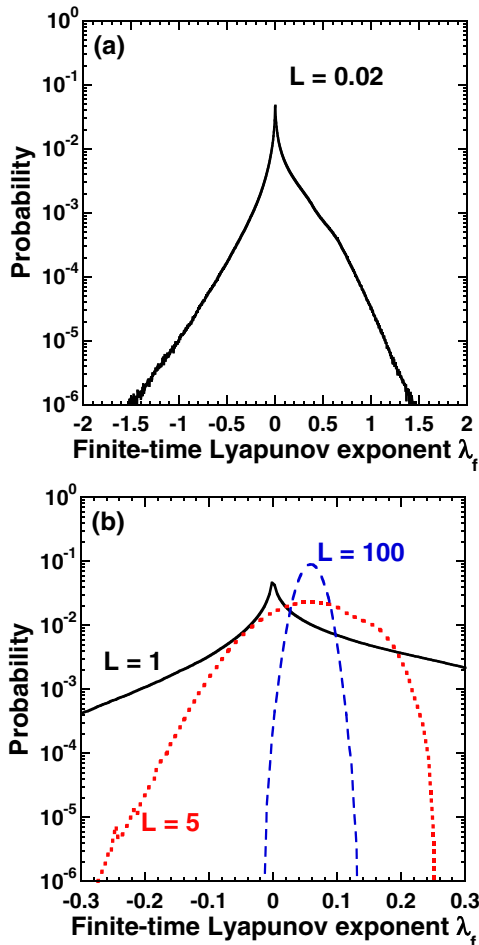 (a)
L = 0.02
Probability
10^0
10^-1
10^-2
10^-3
10^-4
10^-5
10^-6
-2 -1.5 -1 -0.5 0 0.5 1 1.5 2
Finite-time Lyapunov exponent λ_f
(b)
L = 100
L = 1
L = 5
Probability
10^0
10^-1
10^-2
10^-3
10^-4
10^-5
10^-6
-0.3 -0.2 -0.1 0 0.1 0.2 0.3
Finite-time Lyapunov exponent λ_f